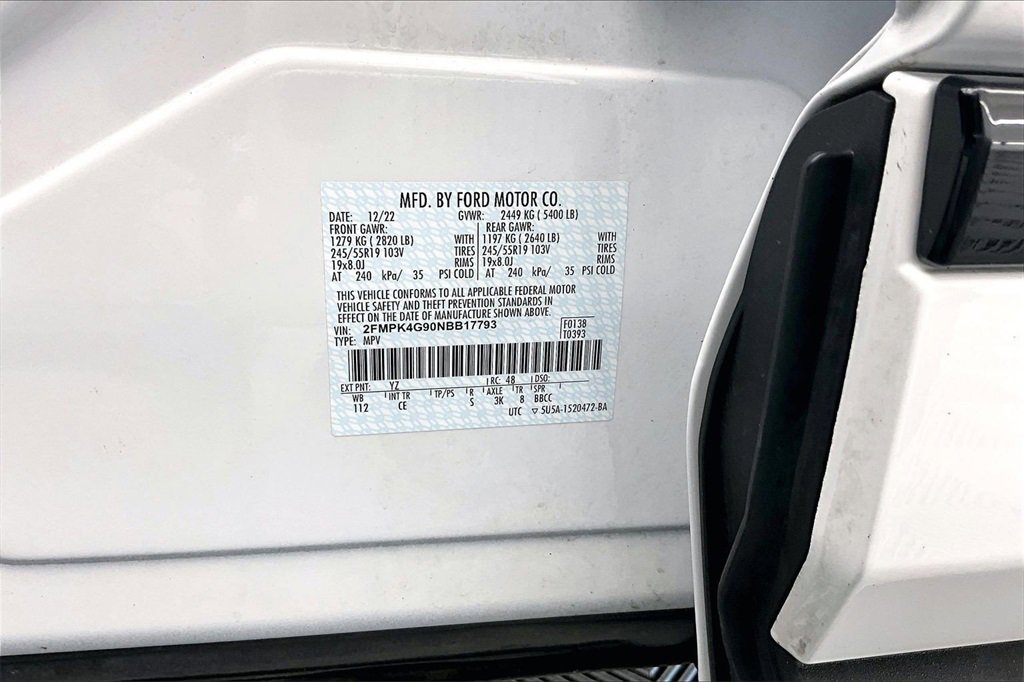 MFD. BY FORD MOTOR CO.
DATE: 12/22 GVWR: 2449 KG ( 5400 LB)
FRONT GAWR: REAR GAWR:
1279 KG ( 2820 LB) WITH 1197 KG ( 2640 LB) WITH
245/55R19 103V TIRES 245/55R19 103V TIRES
19x8.0J RIMS 19x8.0J RIMS
AT 240 kPa/ 35 PSI COLD AT 240 kPa/ 35 PSI COLD
THIS VEHICLE CONFORMS TO ALL APPLICABLE FEDERAL MOTOR
VEHICLE SAFETY AND THEFT PREVENTION STANDARDS IN
EFFECT ON THE DATE OF MANUFACTURE SHOWN ABOVE.
VIN: 2FMPK4G90NBB17793 F0138
TYPE: MPV T0393
EXT PNT: YZ RC: 48 DSO:
WB INT TR TP/PS R AXLE TR SPR
112 CE S 3K 8 BBCC
UTC ▽ 5U5A-1520472-BA